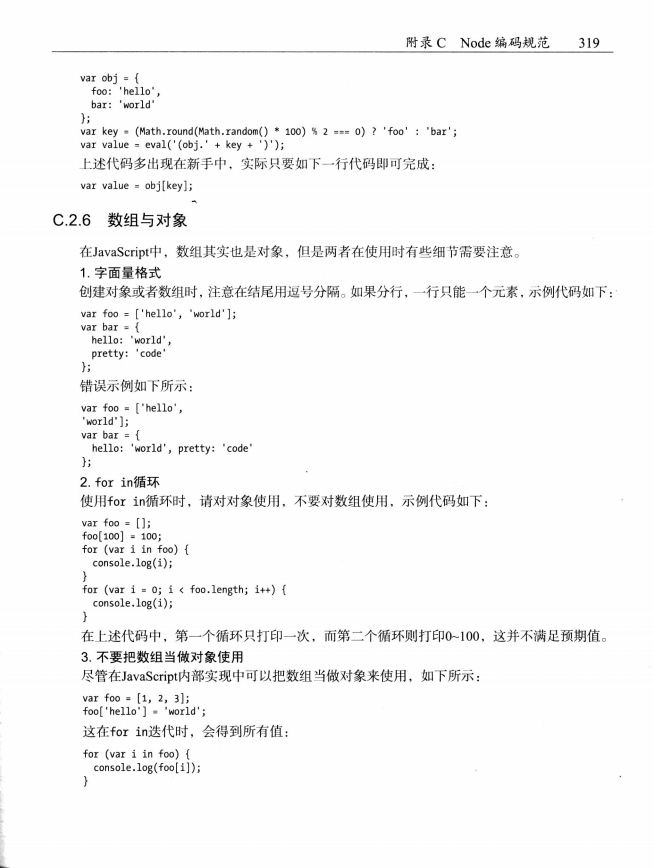 附录 C Node 编码规范 319
var obj = {
foo: 'hello',
bar: 'world'
};
var key = (Math.round(Math.random() * 100) % 2 === 0) ? 'foo' : 'bar';
var value = eval('(obj.' + key + ')');
上述代码多出现在新手中，实际只要如下一行代码即可完成：
var value = obj[key];
C.2.6 数组与对象
在JavaScript中，数组其实也是对象，但是两者在使用时有些细节需要注意。
1. 字面量格式
创建对象或者数组时，注意在结尾用逗号分隔。如果分行，一行只能一个元素，示例代码如下：
var foo = ['hello', 'world'];
var bar = {
hello: 'world',
pretty: 'code'
};
错误示例如下所示：
var foo = ['hello',
'world'];
var bar = {
hello: 'world', pretty: 'code'
};
2. for in循环
使用for in循环时，请对对象使用，不要对数组使用，示例代码如下：
var foo = [];
foo[100] = 100;
for (var i in foo) {
console.log(i);
}
for (var i = 0; i < foo.length; i++) {
console.log(i);
}
在上述代码中，第一个循环只打印一次，而第二个循环则打印0~100，这并不满足预期值。
3. 不要把数组当做对象使用
尽管在JavaScript内部实现中可以把数组当做对象来使用，如下所示：
var foo = [1, 2, 3];
foo['hello'] = 'world';
这在for in迭代时，会得到所有值：
for (var i in foo) {
console.log(foo[i]);
}